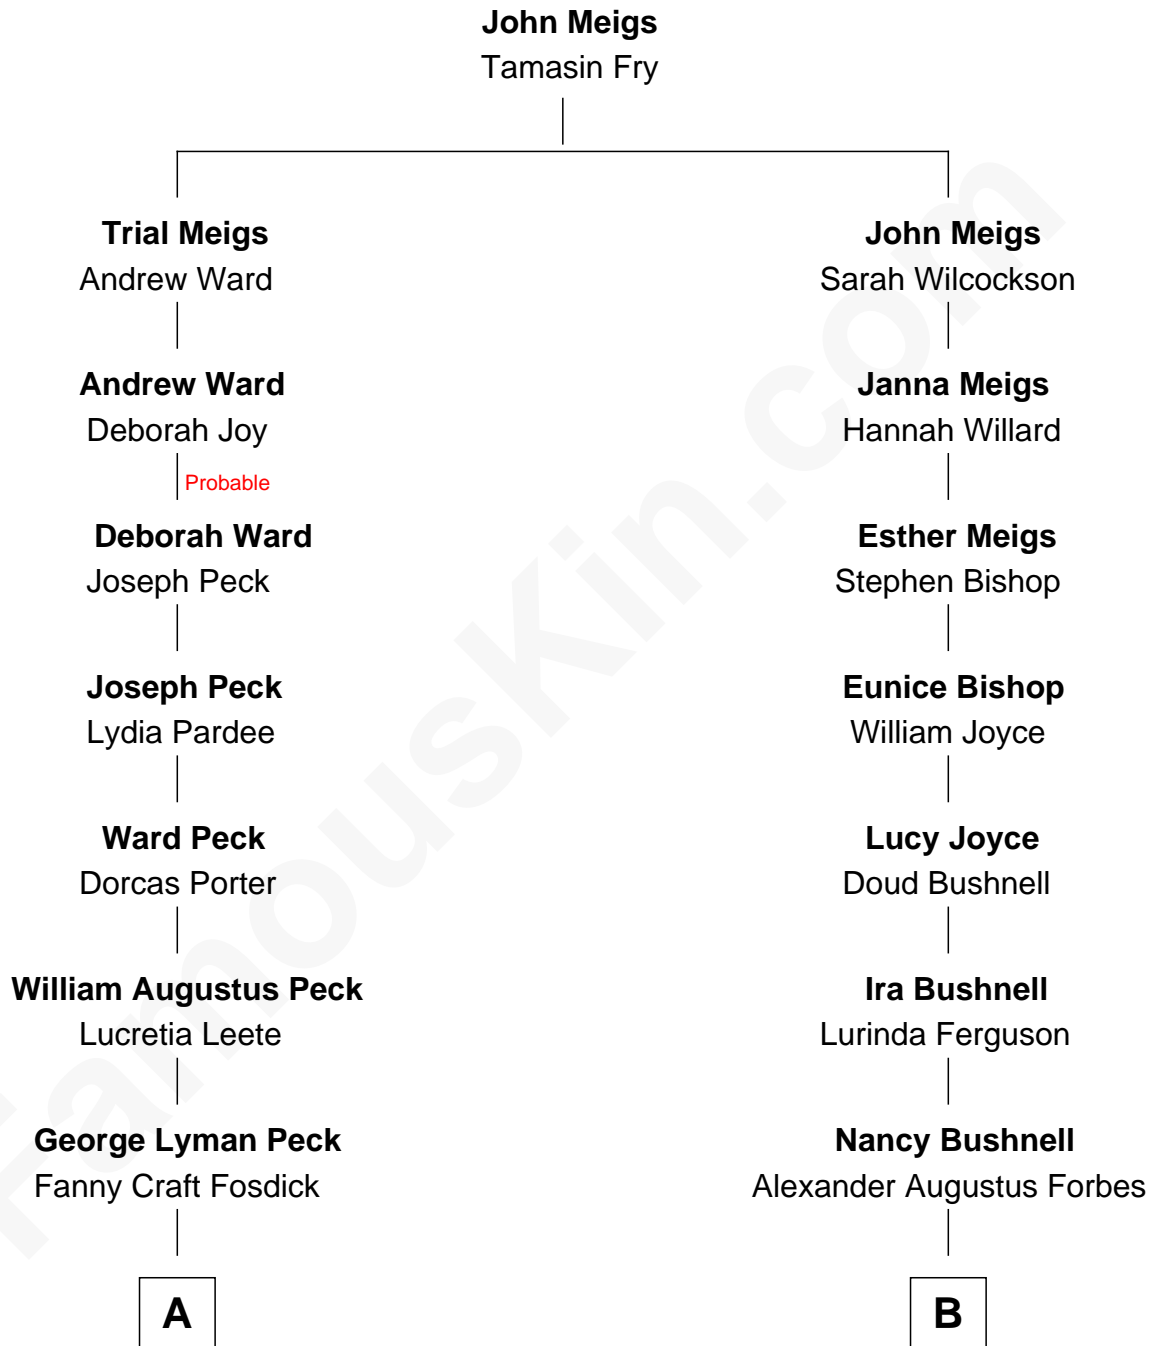 John Meigs
Tamasin Fry
Trial Meigs
Andrew Ward
John Meigs
Sarah Wilcockson
Andrew Ward
Deborah Joy
Janna Meigs
Hannah Willard
Probable
Deborah Ward
Joseph Peck
Esther Meigs
Stephen Bishop
Joseph Peck
Lydia Pardee
Eunice Bishop
William Joyce
Ward Peck
Dorcas Porter
Lucy Joyce
Doud Bushnell
William Augustus Peck
Lucretia Leete
Ira Bushnell
Lurinda Ferguson
George Lyman Peck
Fanny Craft Fosdick
Nancy Bushnell
Alexander Augustus Forbes
A
B
FamousKin.com